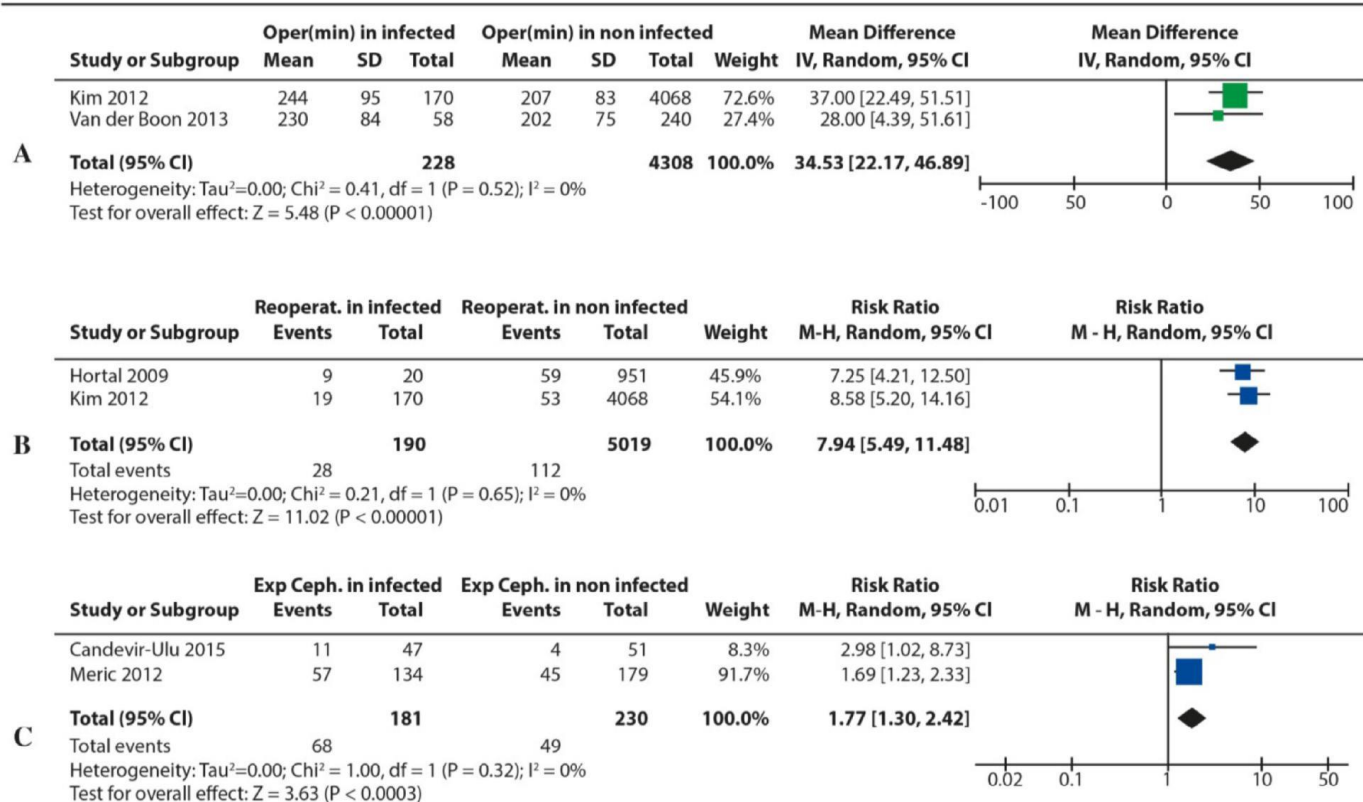 Oper(min) in infected Oper(min) in non infected Mean Difference Mean Difference
Study or Subgroup Mean SD Total Mean SD Total Weight IV, Random, 95% CI IV, Random, 95% CI
Kim 2012 244 95 170 207 83 4068 72.6% 37.00 [22.49, 51.51]
Van der Boon 2013 230 84 58 202 75 240 27.4% 28.00 [4.39, 51.61]
A
Total (95% CI) 228 4308 100.0% 34.53 [22.17, 46.89]
Heterogeneity: Tau²=0.00; Chi² = 0.41, df = 1 (P = 0.52); I² = 0%
Test for overall effect: Z = 5.48 (P < 0.00001)
-100 50 0 50 100
Reoperat. in infected Reoperat. in non infected Risk Ratio Risk Ratio
Study or Subgroup Events Total Events Total Weight M-H, Random, 95% CI M - H, Random, 95% CI
Hortal 2009 9 20 59 951 45.9% 7.25 [4.21, 12.50]
Kim 2012 19 170 53 4068 54.1% 8.58 [5.20, 14.16]
B
Total (95% CI) 190 5019 100.0% 7.94 [5.49, 11.48]
Total events 28 112
Heterogeneity: Tau²=0.00; Chi² = 0.21, df = 1 (P = 0.65); I² = 0%
Test for overall effect: Z = 11.02 (P < 0.00001)
0.01 0.1 1 10 100
Exp Ceph. in infected Exp Ceph. in non infected Risk Ratio Risk Ratio
Study or Subgroup Events Total Events Total Weight M-H, Random, 95% CI M - H, Random, 95% CI
Candevir-Ulu 2015 11 47 4 51 8.3% 2.98 [1.02, 8.73]
Meric 2012 57 134 45 179 91.7% 1.69 [1.23, 2.33]
Total (95% CI) 181 230 100.0% 1.77 [1.30, 2.42]
C
Total events 68 49
Heterogeneity: Tau²=0.00; Chi² = 1.00, df = 1 (P = 0.32); I² = 0%
Test for overall effect: Z = 3.63 (P < 0.0003)
0.02 0.1 1 10 50